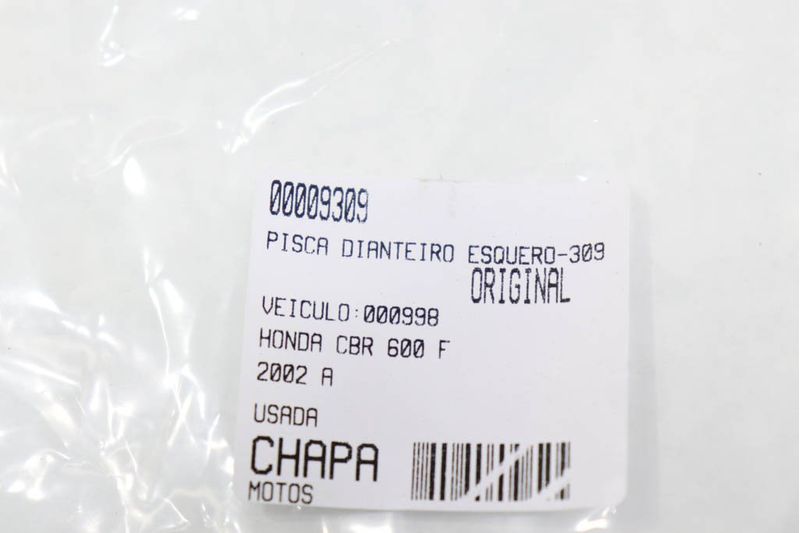 00009309
PISCA DIANTEIRO ESQUERO-309
ORIGINAL
VEICULO:000998
HONDA CBR 600 F
2002 A
USADA
CHAPA
MOTOS